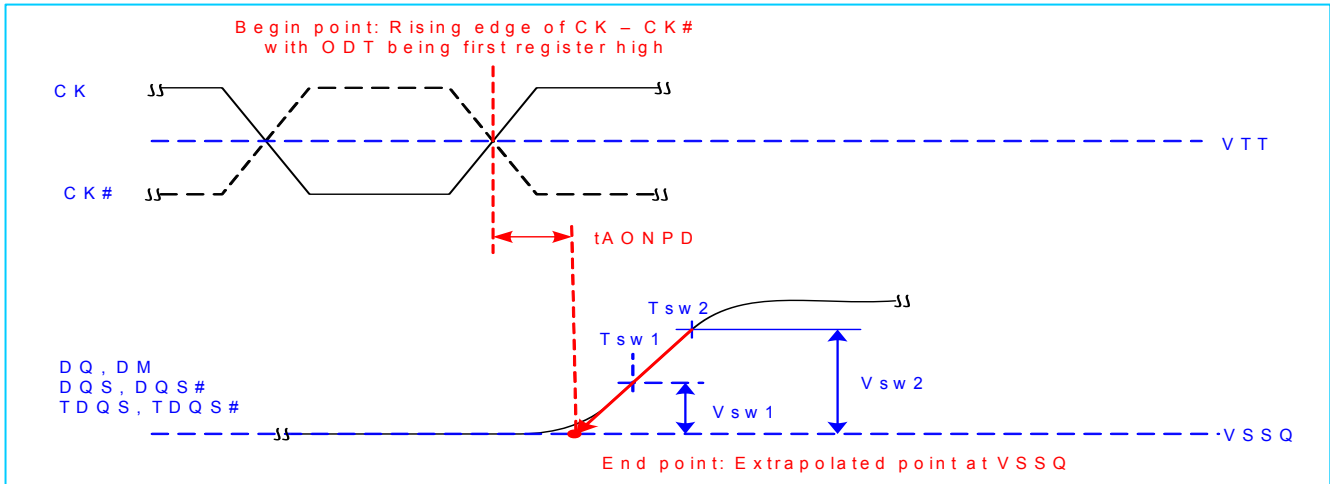 Begin point: Rising edge of CK – CK#
with ODT being first register high
CK
VTT
CK#
tAONPD
Tsw2
Tsw1
DQ, DM
DQS, DQS#
TDQS, TDQS#
Vsw2
Vsw1
VSSQ
End point: Extrapolated point at VSSQ